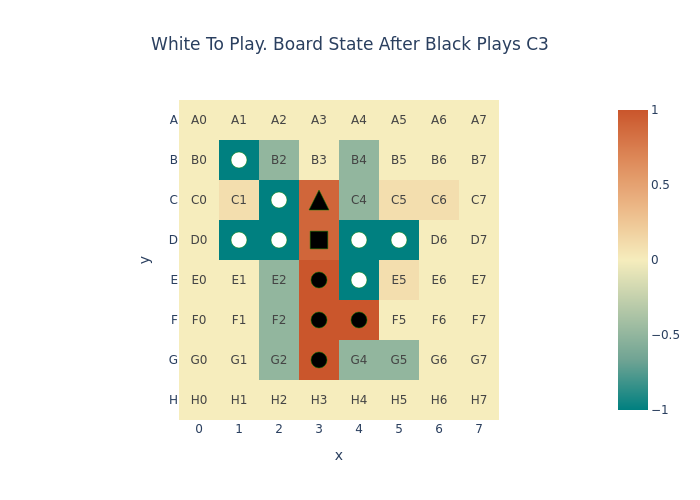 White To Play. Board State After Black Plays C3
A A0 A1 A2 A3 A4 A5 A6 A7
B B0 B2 B3 B4 B5 B6 B7
C C0 C1 C4 C5 C6 C7
D D0 D6 D7
E E0 E1 E2 E5 E6 E7
F F0 F1 F2 F5 F6 F7
G G0 G1 G2 G4 G5 G6 G7
H H0 H1 H2 H3 H4 H5 H6 H7
0 1 2 3 4 5 6 7
x
y
1
0.5
0
−0.5
−1